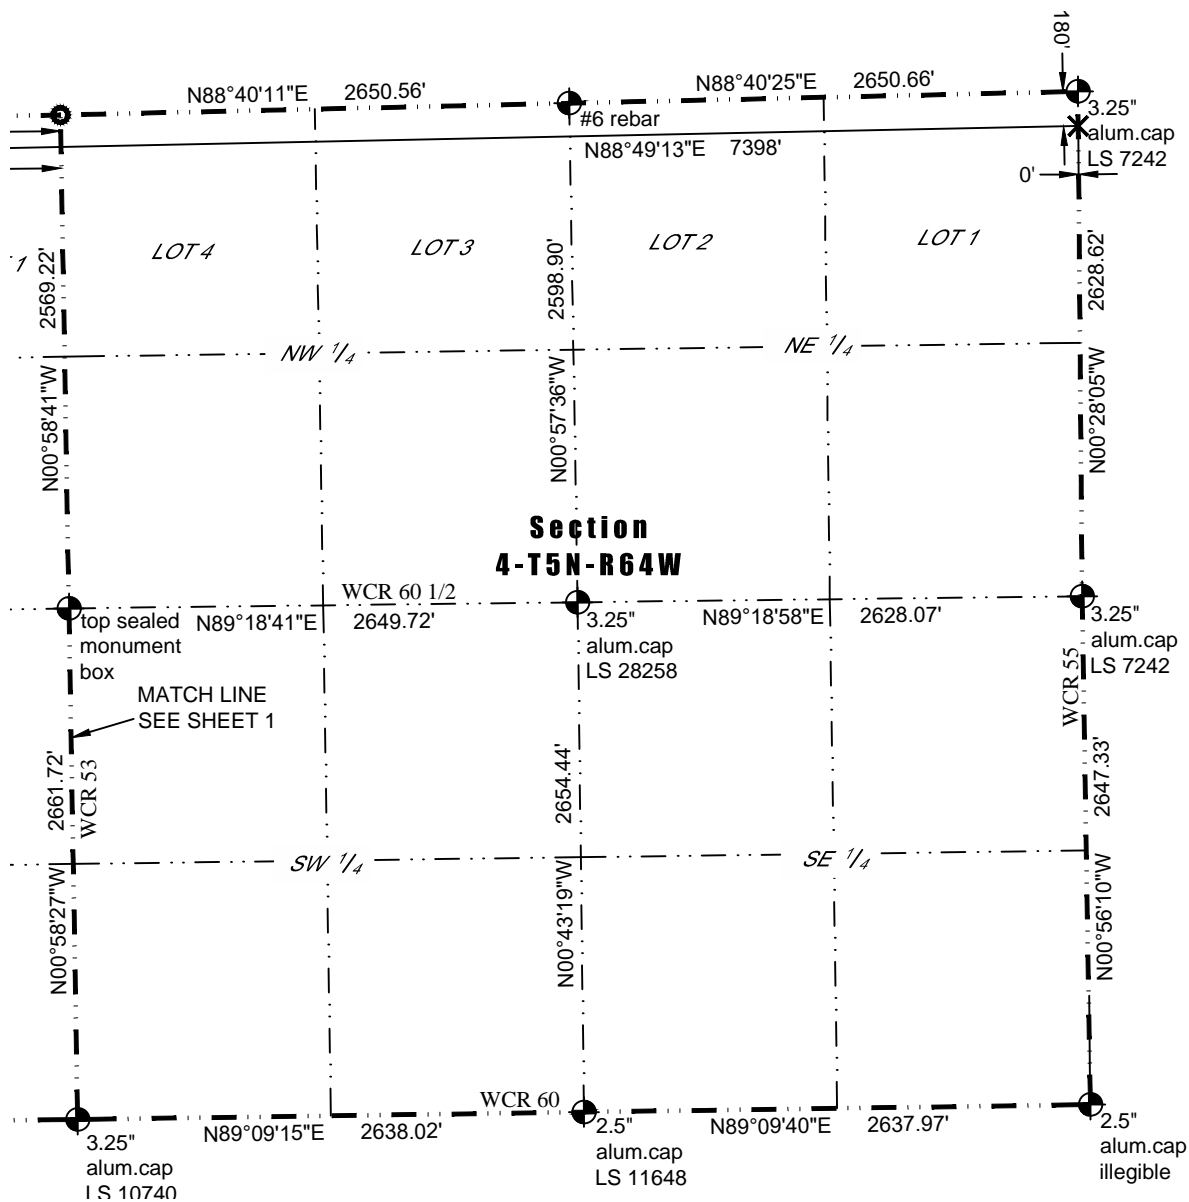 180'
N88°40'11"E 2650.56'
N88°40'25"E 2650.66'
#6 rebar
3.25"
alum.cap
LS 7242
N88°49'13"E 7398'
0'
1
LOT 4
LOT 3
LOT 2
LOT 1
2569.22'
2598.90'
2628.62'
NW 1/4
NE 1/4
N00°58'41"W
N00°57'36"W
N00°28'05"W
Section
4-T5N-R64W
WCR 60 1/2
top sealed
monument
box
N89°18'41"E 2649.72'
3.25"
alum.cap
LS 28258
N89°18'58"E 2628.07'
3.25"
alum.cap
LS 7242
MATCH LINE
SEE SHEET 1
WCR 55
2661.72'
WCR 53
2654.44'
2647.33'
SW 1/4
SE 1/4
N00°58'27"W
N00°43'19"W
N00°56'10"W
WCR 60
3.25"
alum.cap
LS 10740
N89°09'15"E 2638.02'
2.5"
alum.cap
LS 11648
N89°09'40"E 2637.97'
2.5"
alum.cap
illegible